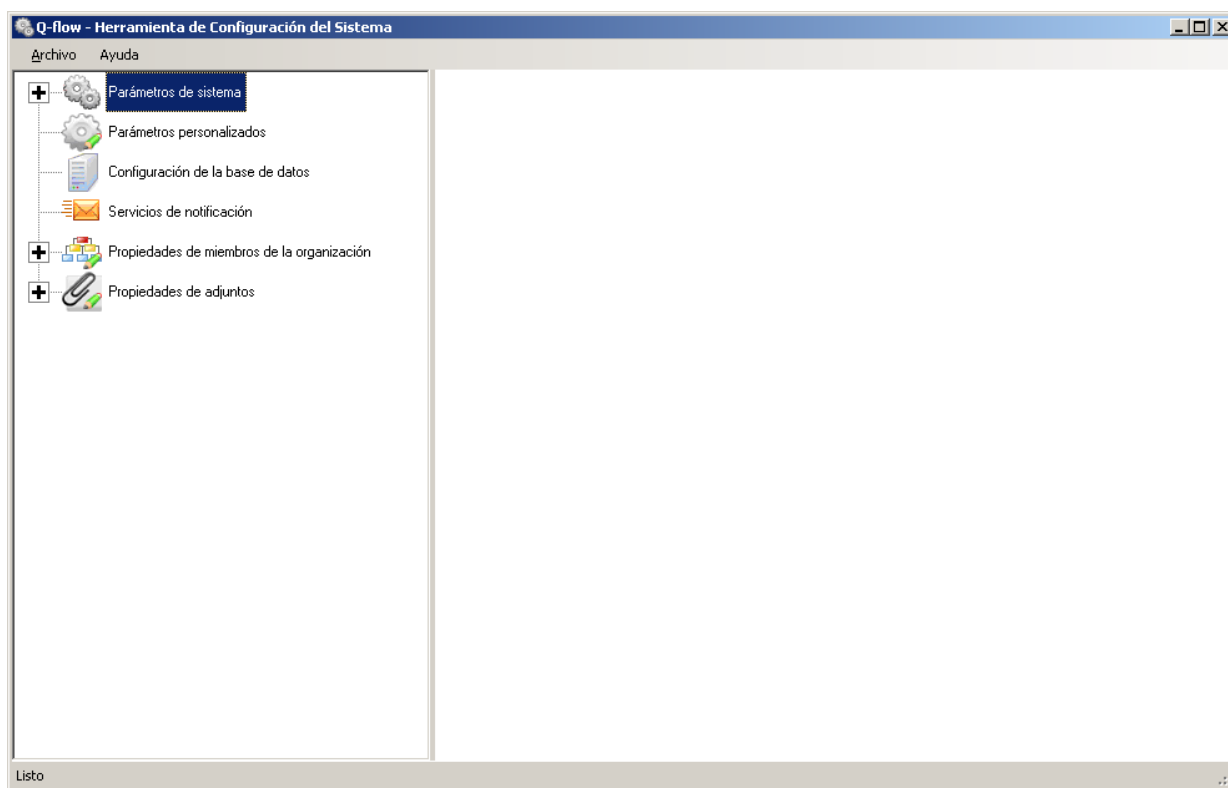 Q-flow - Herramienta de Configuración del Sistema
Archivo Ayuda
Parámetros de sistema
Parámetros personalizados
Configuración de la base de datos
Servicios de notificación
Propiedades de miembros de la organización
Propiedades de adjuntos
Listo